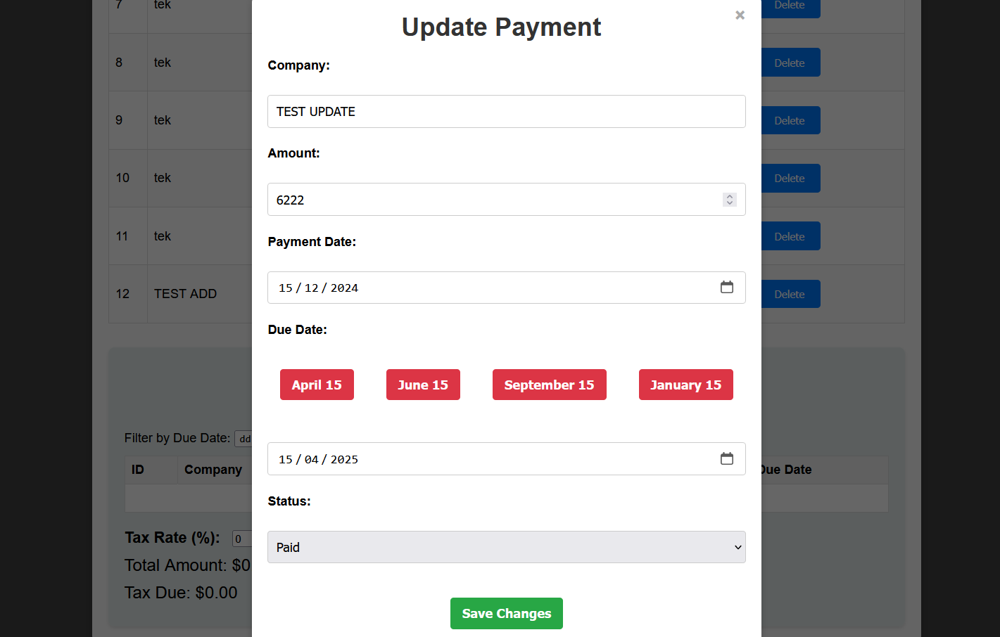 7 tek Delete
×
Update Payment
Company:
8 tek Delete
TEST UPDATE
9 tek Delete
Amount:
10 tek Delete
6222
11 tek Delete
Payment Date:
15 / 12 / 2024
12 TEST ADD Delete
Due Date:
April 15 June 15 September 15 January 15
Filter by Due Date: dd
15 / 04 / 2025
ID Company Due Date
Status:
Tax Rate (%): 0
Paid
Total Amount: $0
Tax Due: $0.00
Save Changes